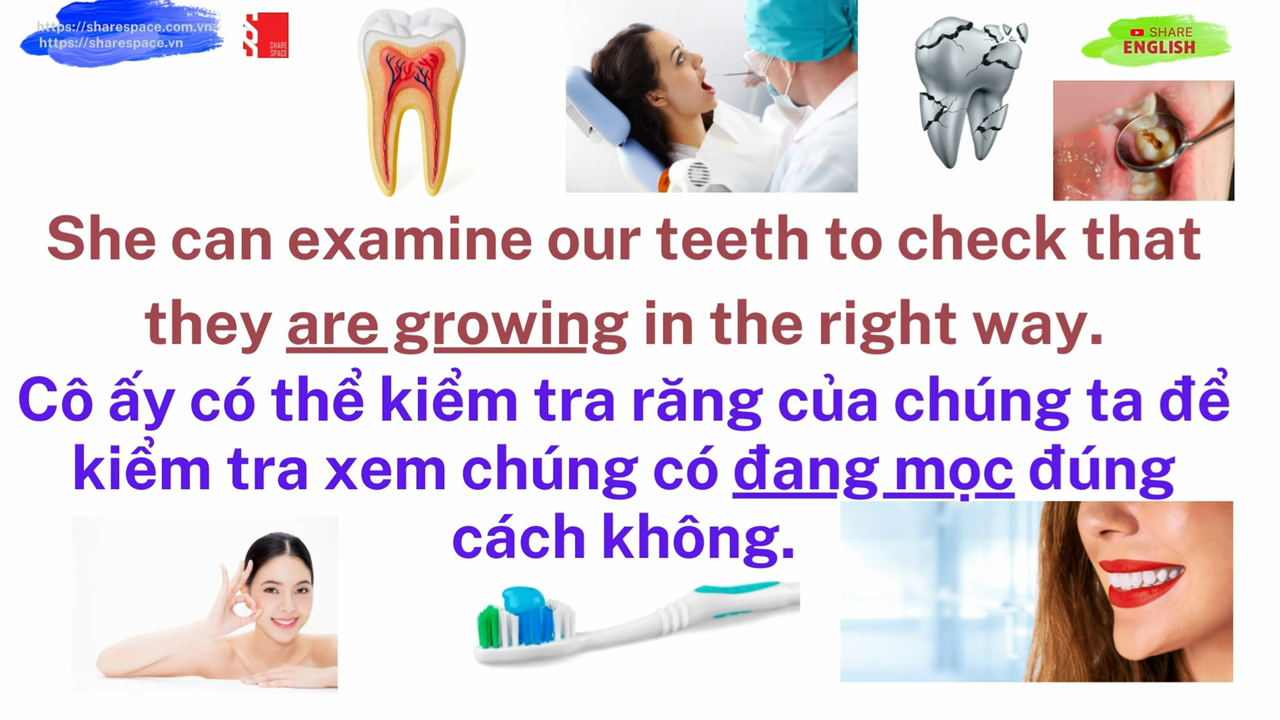 https://sharespace.com.vn
https://sharespace.vn
SHARE
SPACE
SHARE
ENGLISH
She can examine our teeth to check that
they are growing in the right way.
Cô ấy có thể kiểm tra răng của chúng ta để
kiểm tra xem chúng có đang mọc đúng
cách không.